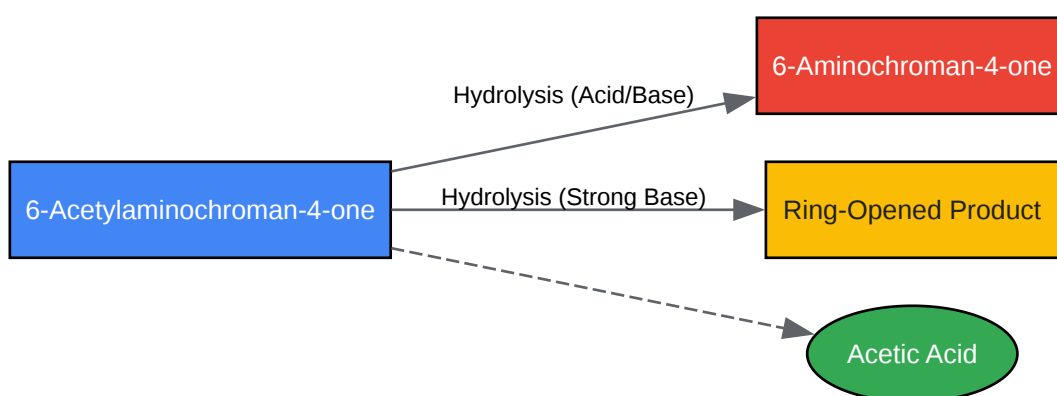 6-Aminochroman-4-one
Hydrolysis (Acid/Base)
6-Acetylaminochroman-4-one
Hydrolysis (Strong Base)
Ring-Opened Product
Acetic Acid